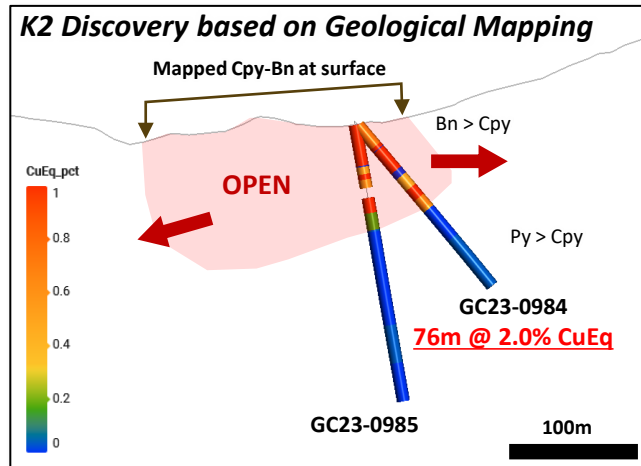 K2 Discovery based on Geological Mapping
Mapped Cpy-Bn at surface
Bn > Cpy
CuEq_pct
1
0.8
0.6
0.4
0.2
0
OPEN
Py > Cpy
GC23-0984
76m @ 2.0% CuEq
GC23-0985
100m